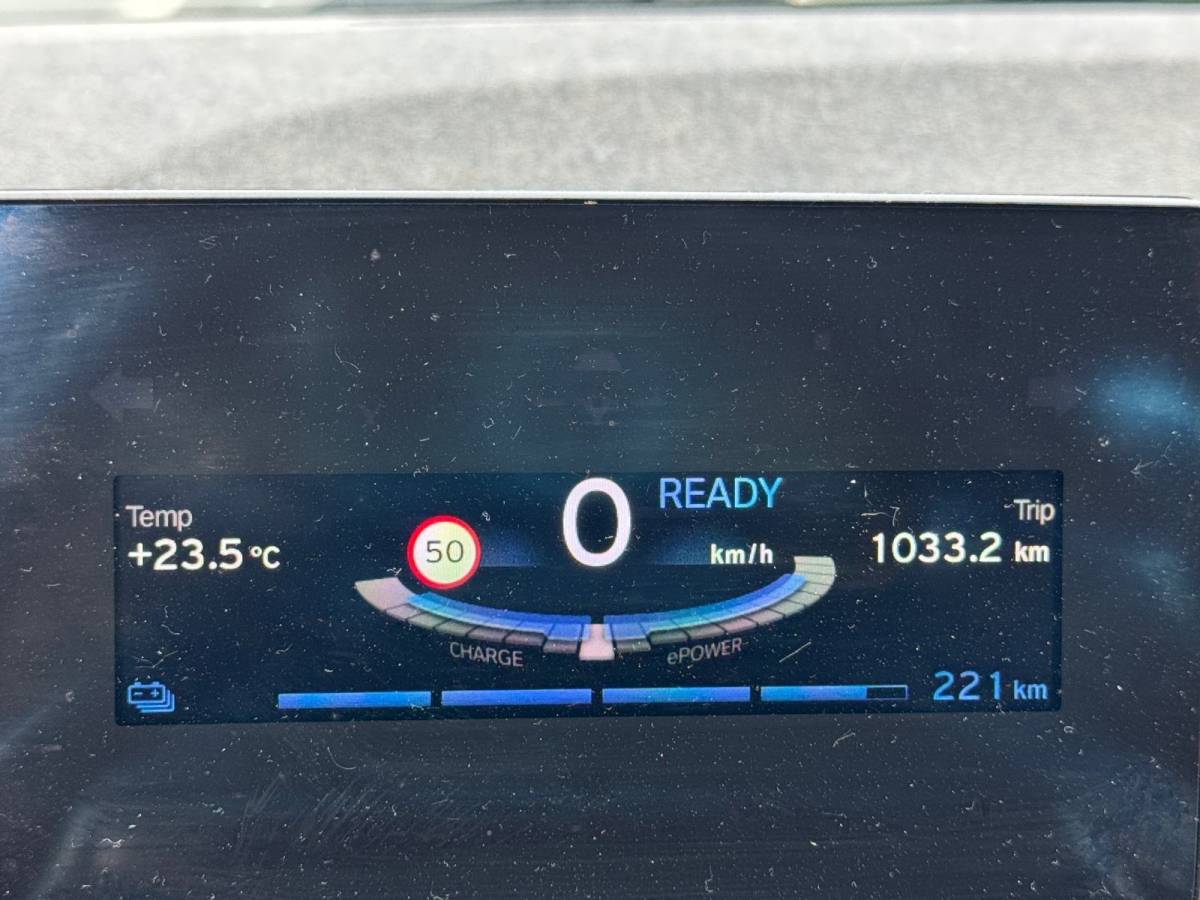 Temp
+23.5 °C
50
0
READY
km/h
Trip
1033.2 km
CHARGE
ePOWER
221 km